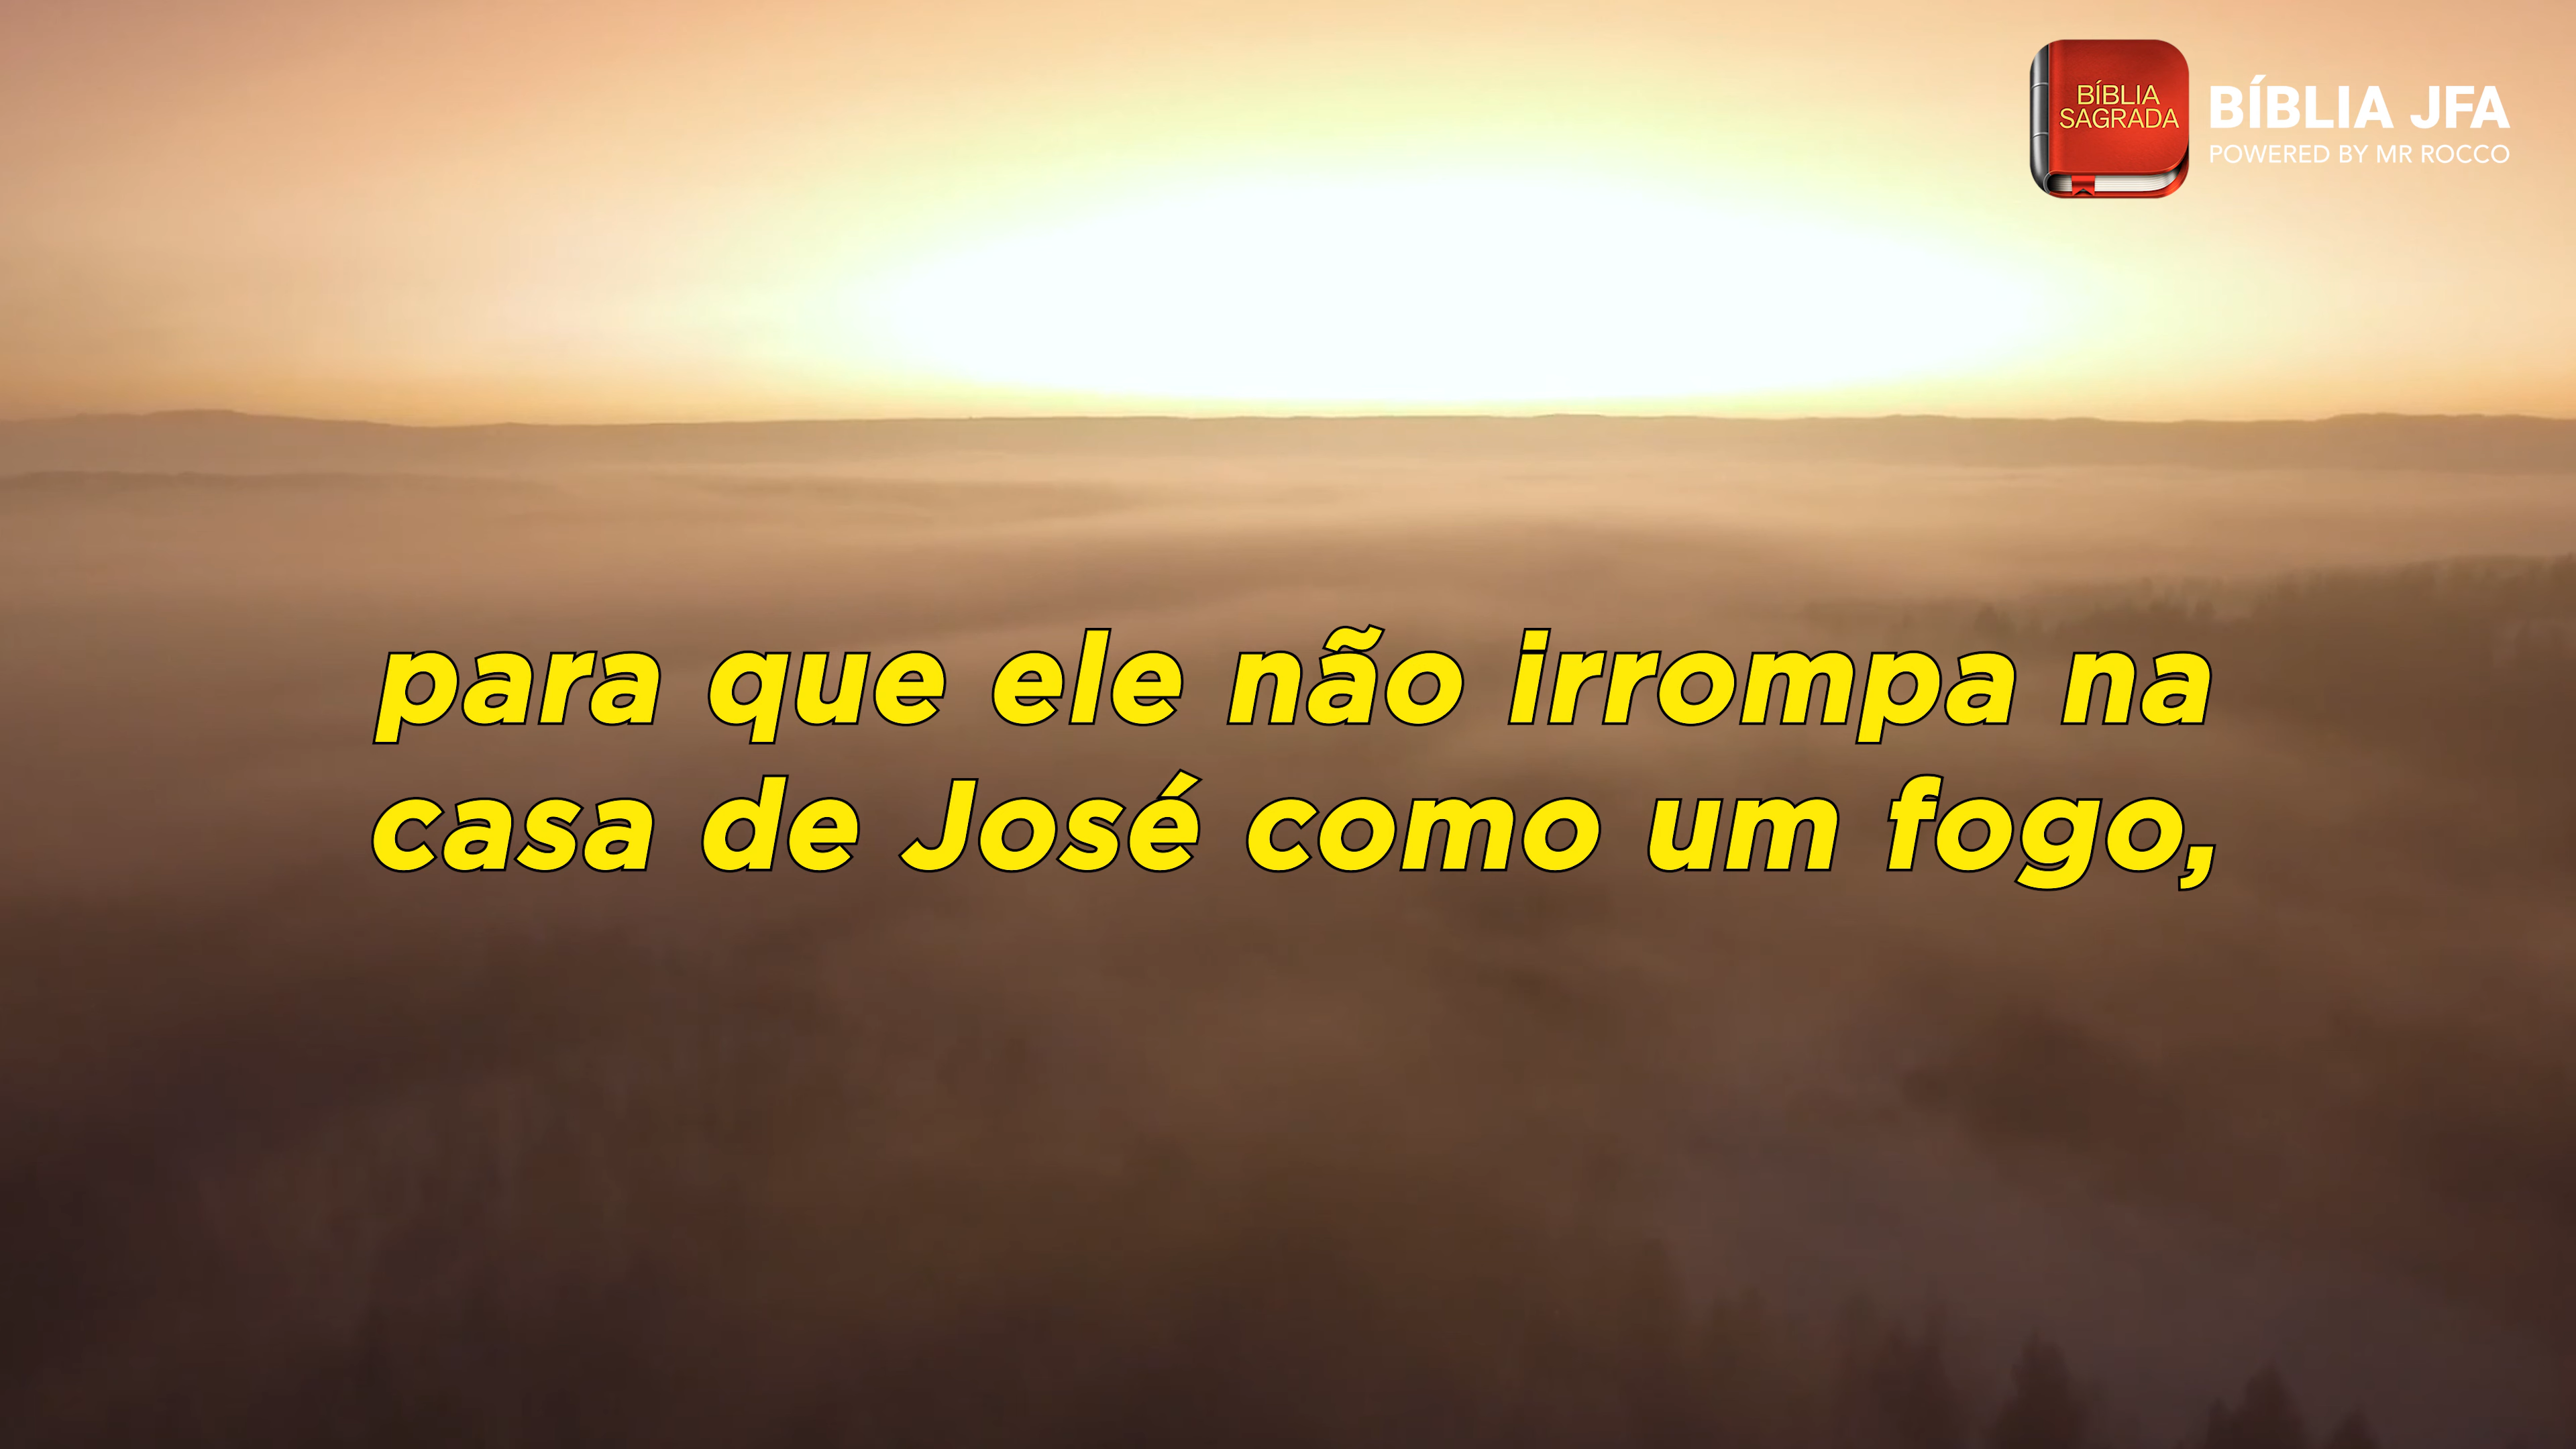 BÍBLIA
SAGRADA
BÍBLIA JFA
POWERED BY MR ROCCO
para que ele não irrompa na
casa de José como um fogo,